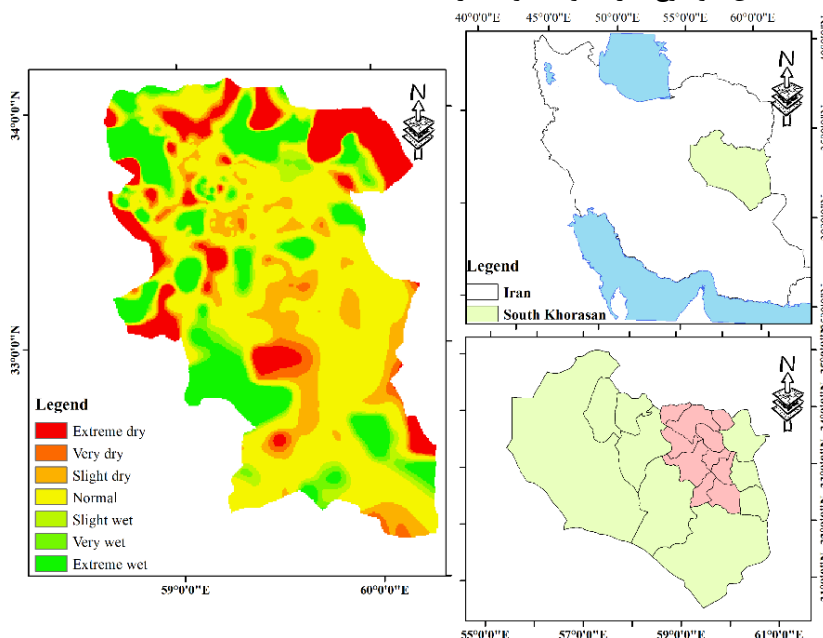 N
34°0'0"N
33°0'0"N
Legend
Extreme dry
Very dry
Slight dry
Normal
Slight wet
Very wet
Extreme wet
59°0'0"E
60°0'0"E
40°0'0"E
45°0'0"E
50°0'0"E
55°0'0"E
60°0'0"E
N
Legend
Iran
South Khorasan
N
55°0'0"E
57°0'0"E
59°0'0"E
61°0'0"E